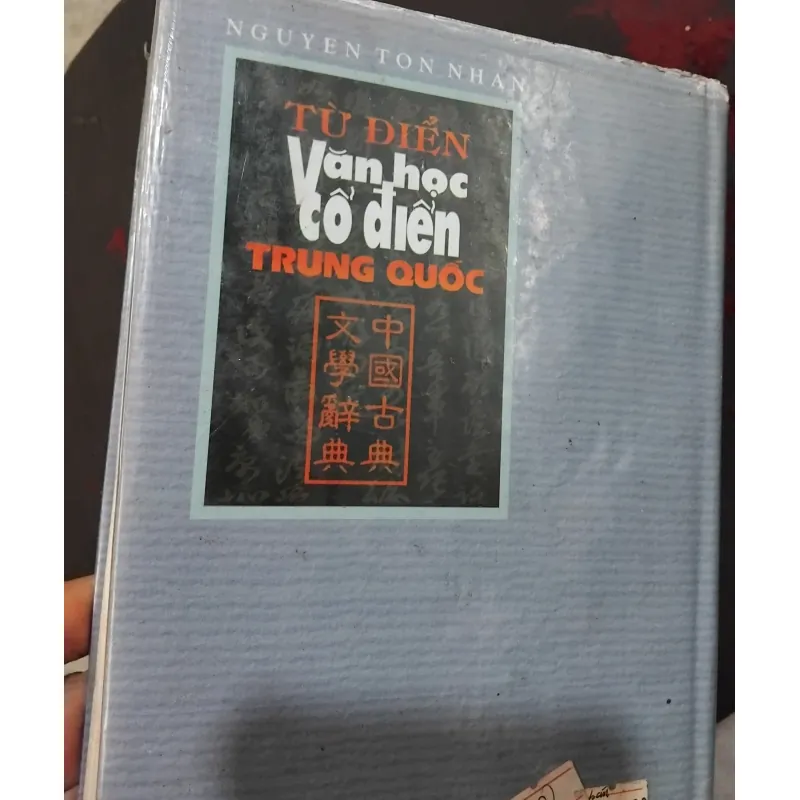 NGUYEN TON NHAN
TỪ ĐIỂN
Văn học
cổ điển
TRUNG QUỐC
中國古典
文學辭典